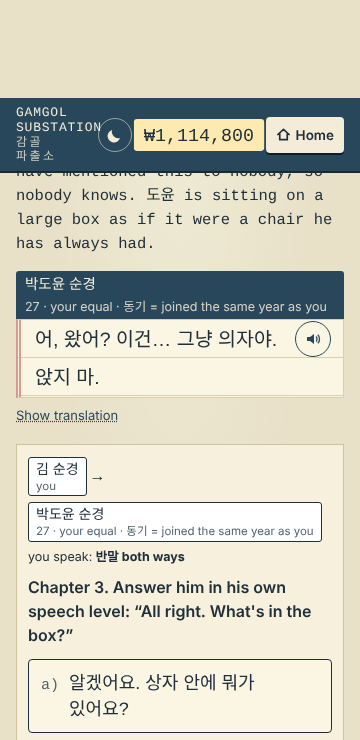 GAMGOL
SUBSTATION
감골
파출소
₩1,114,800
Home
have mentioned this to nobody, so
nobody knows. 도윤 is sitting on a
large box as if it were a chair he
has always had.
박도윤 순경
27 · your equal · 동기 = joined the same year as you
어, 왔어? 이건… 그냥 의자야.
앉지 마.
Show translation
김 순경
you
→
박도윤 순경
27 · your equal · 동기 = joined the same year as you
you speak: 반말 both ways
Chapter 3. Answer him in his own
speech level: “All right. What's in the
box?”
a) 알겠어요. 상자 안에 뭐가
있어요?